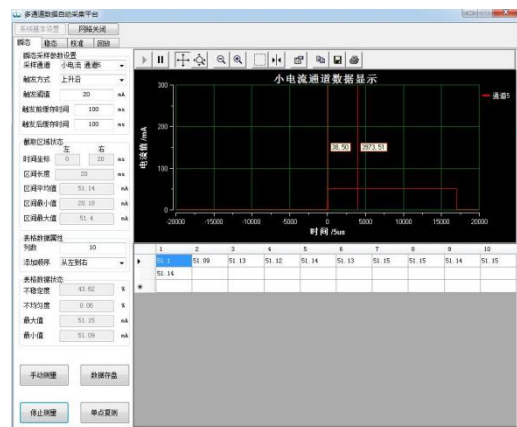 多通道数据自动采集平台
系统基本设置 网络关闭
瞬态 稳态 校准 回放
瞬态采样参数设置
采样通道 小电流 通道5
触发方式 上升沿
触发阈值 20 mA
触发前缓存时间 100 ms
触发后缓存时间 100 ms
截取区域状态
左 右
时间坐标 0 20 ms
区间长度 20 ms
区间平均值 51.14 mA
区间最小值 28.18 mA
区间最大值 51.4 mA
表格数据属性
列数 10
添加顺序 从左到右
表格数据状态
不稳定度 43.62 %
不均匀度 0.06 %
最大值 51.15 mA
最小值 51.09 mA
手动测量 数据存盘
停止测量 单点复测
小电流通道数据显示
通道5
电流值/mA
300
200
100
0
38.50 3973.51
-20000 -15000 -10000 -5000 0 5000 10000 15000 20000
时间/5us
1 2 3 4 5 6 7 8 9 10
51.1 51.09 51.13 51.12 51.14 51.13 51.15 51.15 51.14 51.15
51.14